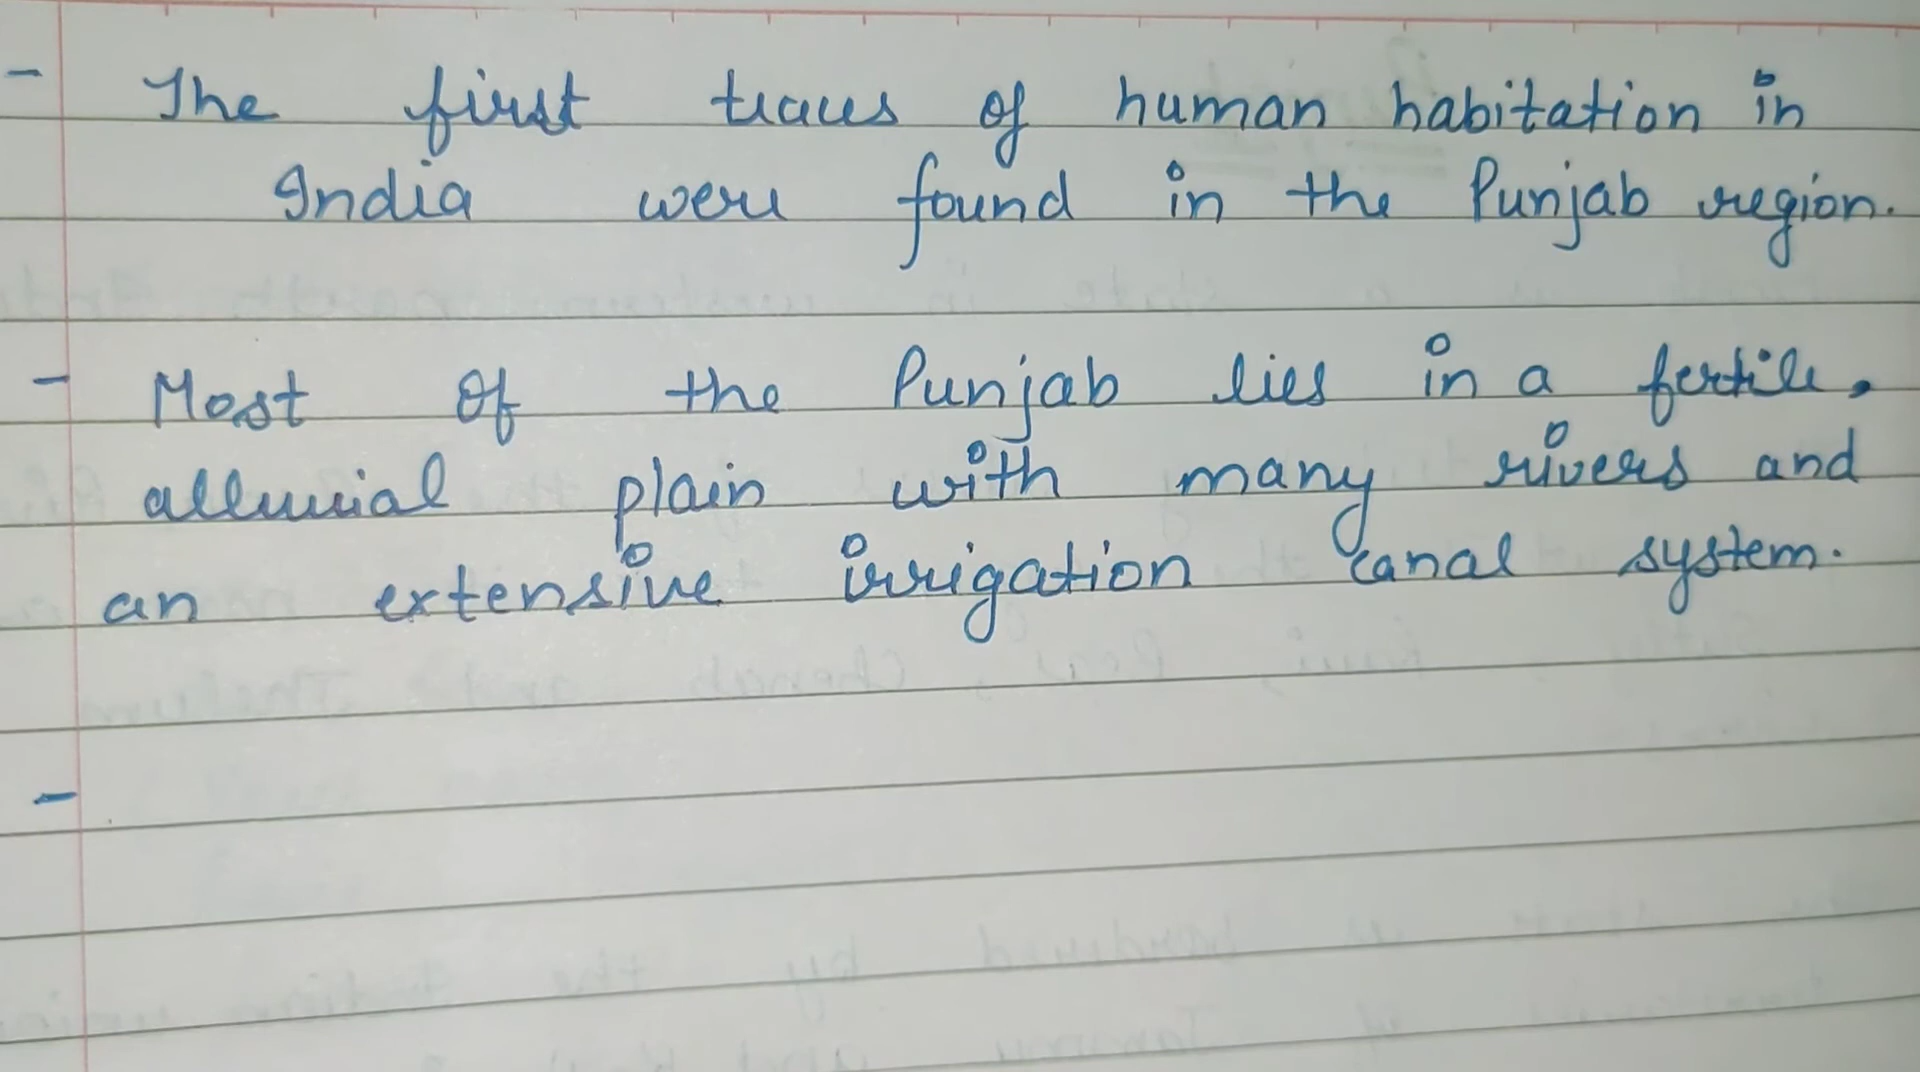 - The first traces of human habitation in
India were found in the Punjab region.
- Most of the Punjab lies in a fertile,
alluvial plain with many rivers and
an extensive irrigation canal system.
-